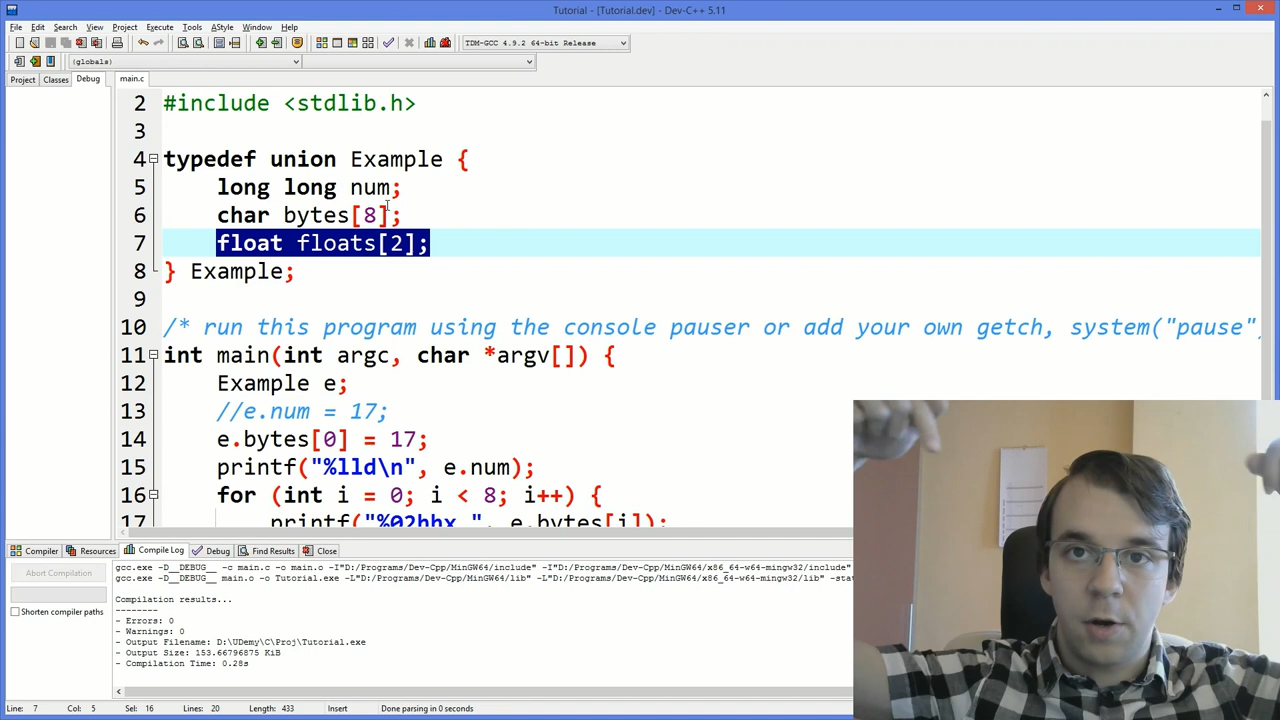 Tutorial - [Tutorial.dev] - Dev-C++ 5.11
File Edit Search View Project Execute Tools AStyle Window Help
TDM-GCC 4.9.2 64-bit Release
(globals)
Project Classes Debug main.c
2 #include <stdlib.h>
3
4 typedef union Example {
5 long long num;
6 char bytes[8];
7 float floats[2];
8 } Example;
9
10 /* run this program using the console pauser or add your own getch, system("pause")
11 int main(int argc, char *argv[]) {
12 Example e;
13 //e.num = 17;
14 e.bytes[0] = 17;
15 printf("%lld\n", e.num);
16 for (int i = 0; i < 8; i++) {
17 printf("%02hhx ", e.bytes[i]);
Compiler Resources Compile Log Debug Find Results Close
Abort Compilation
Shorten compiler paths
gcc.exe -D__DEBUG__ -c main.c -o main.o -I"D:/Programs/Dev-Cpp/MinGW64/include" -I"D:/Programs/Dev-Cpp/MinGW64/x86_64-w64-mingw32/include"
gcc.exe -D__DEBUG__ main.o -o Tutorial.exe -L"D:/Programs/Dev-Cpp/MinGW64/lib" -L"D:/Programs/Dev-Cpp/MinGW64/x86_64-w64-mingw32/lib" -stat
Compilation results...
--------
- Errors: 0
- Warnings: 0
- Output Filename: D:\UDemy\C\Proj\Tutorial.exe
- Output Size: 153.66796875 KiB
- Compilation Time: 0.28s
Line: 7 Col: 5 Sel: 16 Lines: 20 Length: 433 Insert Done parsing in 0 seconds